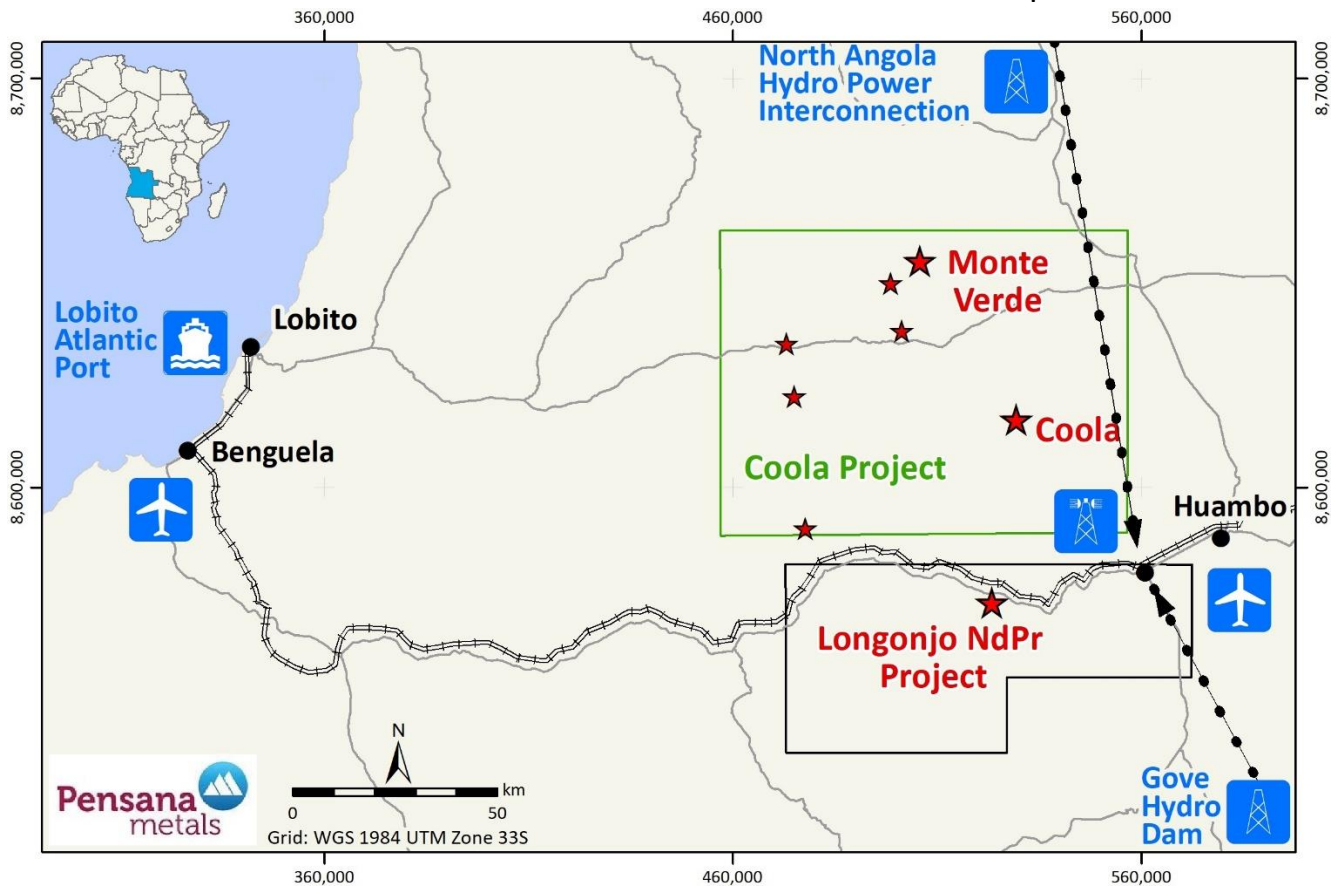 360,000
460,000
560,000
8,700,000
8,700,000
North Angola
Hydro Power
Interconnection
Monte
Verde
Lobito
Atlantic
Port
Lobito
Benguela
Coola
Coola Project
8,600,000
8,600,000
Huambo
Longonjo NdPr
Project
N
km
0
50
Grid: WGS 1984 UTM Zone 33S
Pensana
metals
Gove
Hydro
Dam
360,000
460,000
560,000